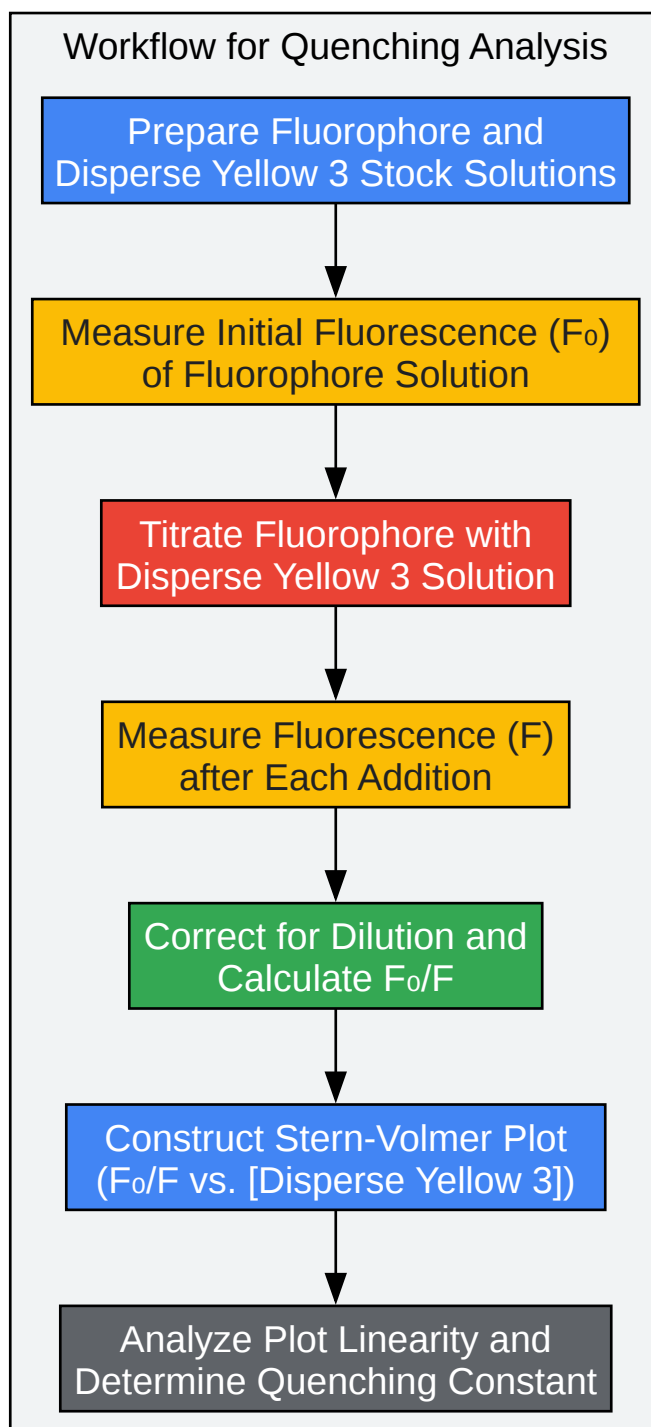 Workflow for Quenching Analysis
Prepare Fluorophore and
Disperse Yellow 3 Stock Solutions
Measure Initial Fluorescence (F₀)
of Fluorophore Solution
Titrate Fluorophore with
Disperse Yellow 3 Solution
Measure Fluorescence (F)
after Each Addition
Correct for Dilution and
Calculate F₀/F
Construct Stern-Volmer Plot
(F₀/F vs. [Disperse Yellow 3])
Analyze Plot Linearity and
Determine Quenching Constant